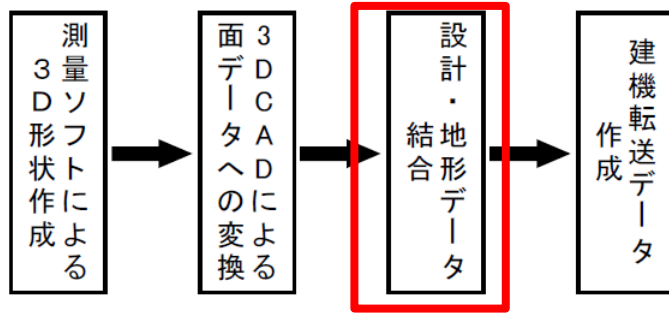 測量ソフトによる
3D形状作成
3DCADによる
面データへの変換
設計・地形データ
結合
建機転送データ
作成